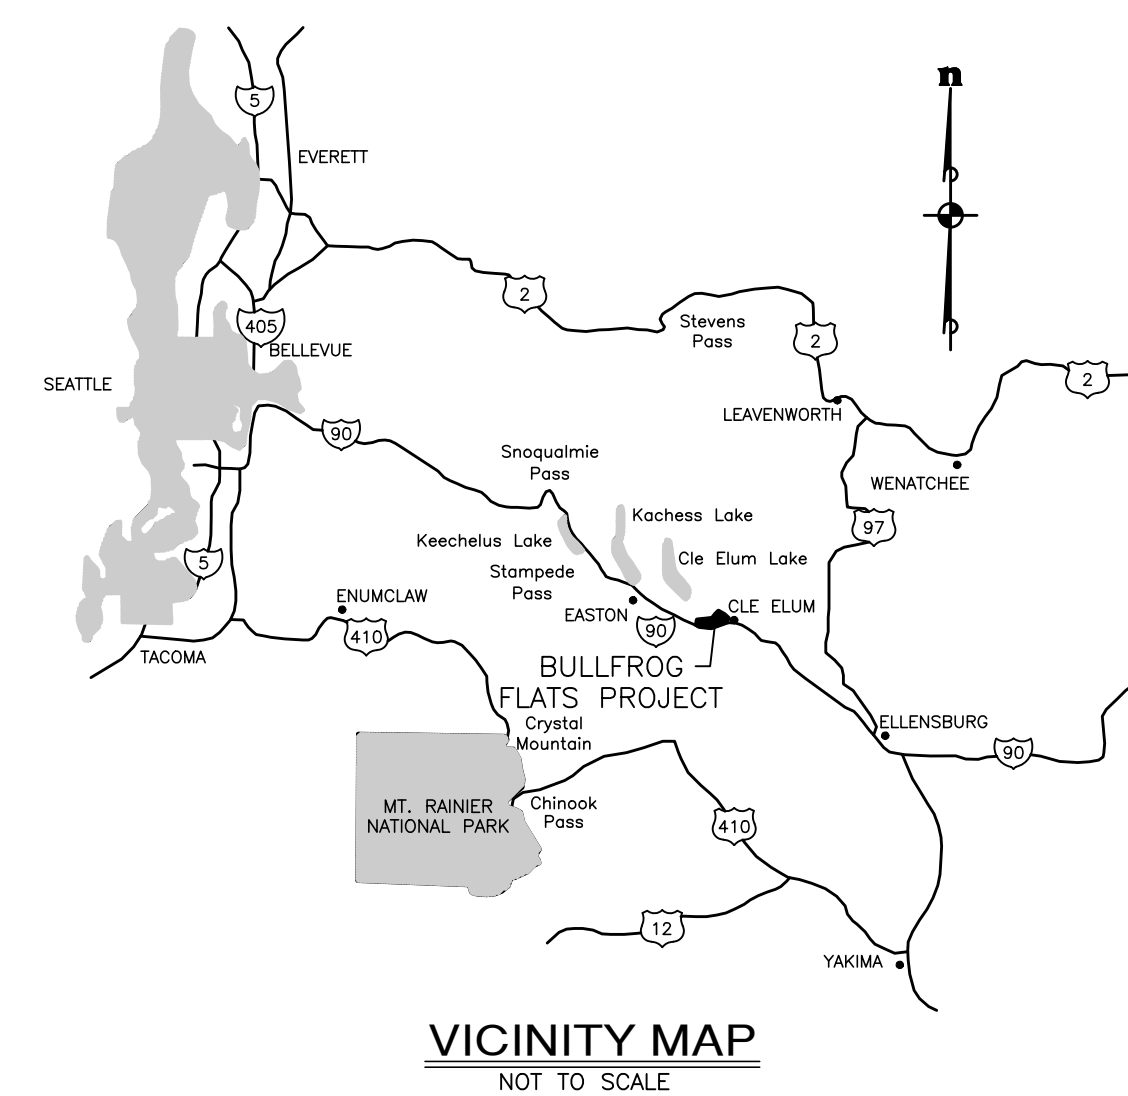 n
5
EVERETT
2
405
Stevens
Pass
2
BELLEVUE
2
SEATTLE
LEAVENWORTH
90
Snoqualmie
Pass
WENATCHEE
Kachess Lake
97
Keechelus Lake
Cle Elum Lake
5
Stampede
Pass
ENUMCLAW
CLE ELUM
EASTON
90
410
TACOMA
BULLFROG
FLATS PROJECT
Crystal
Mountain
ELLENSBURG
90
MT. RAINIER
NATIONAL PARK
Chinook
Pass
410
12
YAKIMA
VICINITY MAP
NOT TO SCALE